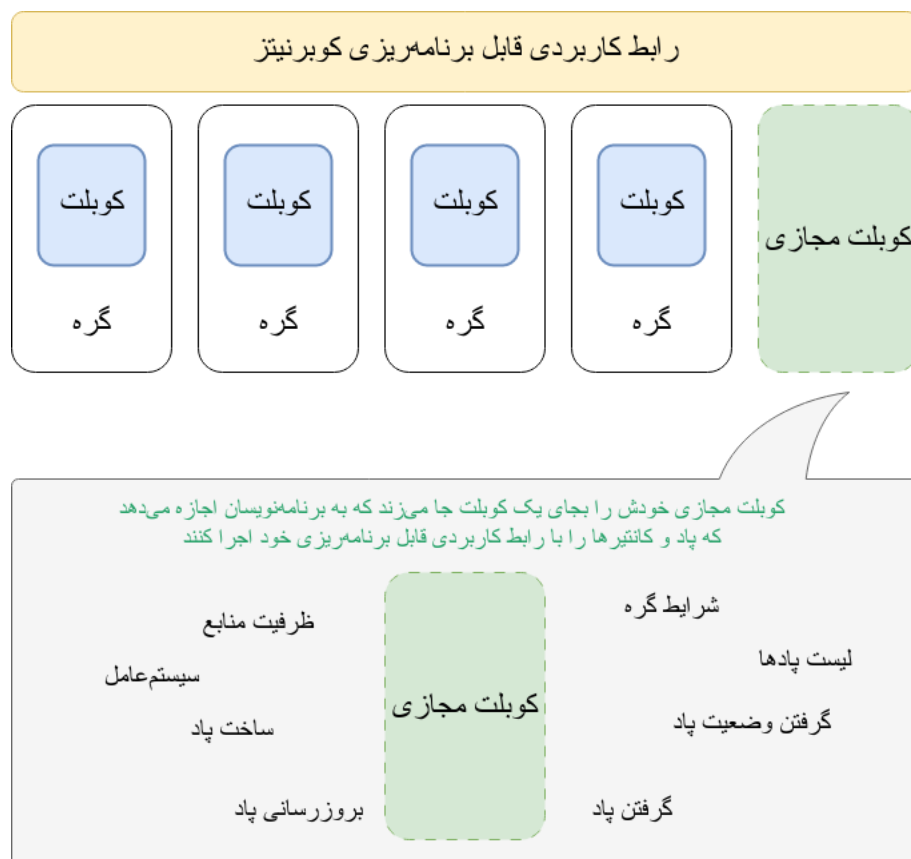 رابط کاربردی قابل برنامه‌ریزی کوبرنیتز
کوبلت مجازی
کوبلت
گره
کوبلت
گره
کوبلت
گره
کوبلت
گره
کوبلت مجازی خودش را بجای یک کوبلت جا می‌زند که به برنامه‌نویسان اجازه می‌دهد
که پاد و کانتیرها را با رابط کاربردی قابل برنامه‌ریزی خود اجرا کنند
شرایط گره
لیست پادها
گرفتن وضعیت پاد
گرفتن پاد
کوبلت مجازی
ظرفیت منابع
سیستم‌عامل
ساخت پاد
بروزرسانی پاد